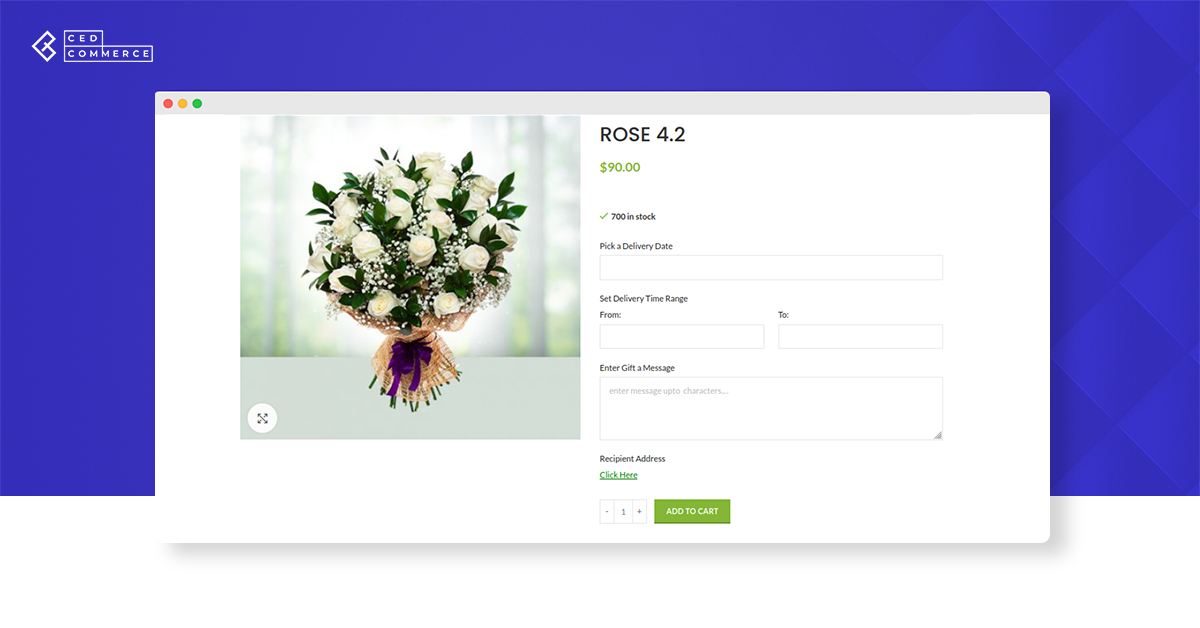 CED
COMMERCE
ROSE 4.2
$90.00
700 in stock
Pick a Delivery Date
Set Delivery Time Range
From: To:
Enter Gift a Message
enter message upto characters...
Recipient Address
Click Here
- 1 + ADD TO CART